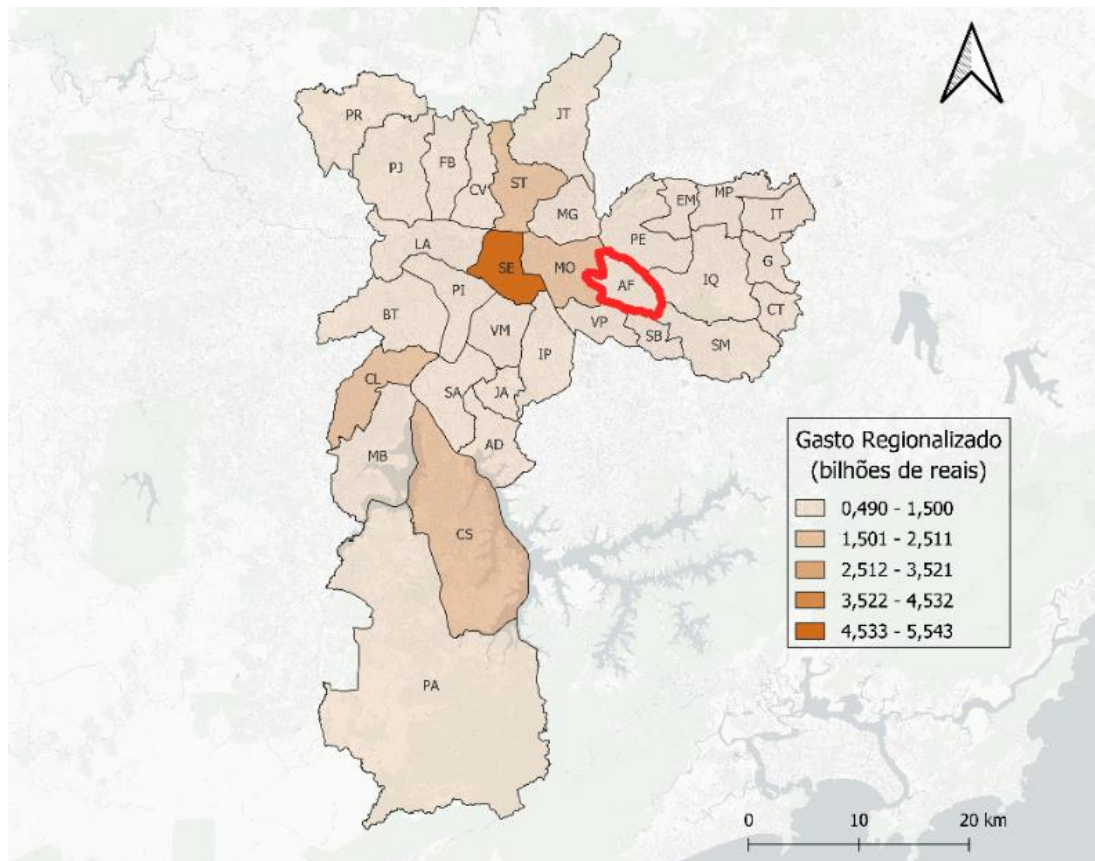 JT
PR
FB
PJ
CV
ST
MP
EM
IT
MG
PE
LA
G
SE
MO
IQ
AF
PI
CT
BT
VP
VM
SB
SM
IP
CL
SA
JA
AD
MB
CS
PA
Gasto Regionalizado
(bilhões de reais)
0,490 - 1,500
1,501 - 2,511
2,512 - 3,521
3,522 - 4,532
4,533 - 5,543
0 10 20 km